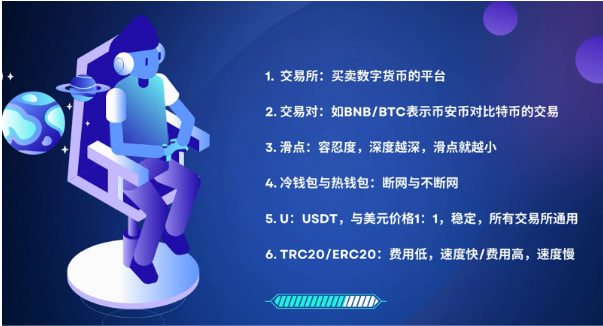 1. 交易所：买卖数字货币的平台
2. 交易对：如BNB/BTC表示币安币对比特币的交易
3. 滑点：容忍度，深度越深，滑点就越小
4. 冷钱包与热钱包：断网与不断网
5. U：USDT，与美元价格1：1，稳定，所有交易所通用
6. TRC20/ERC20：费用低，速度快/费用高，速度慢